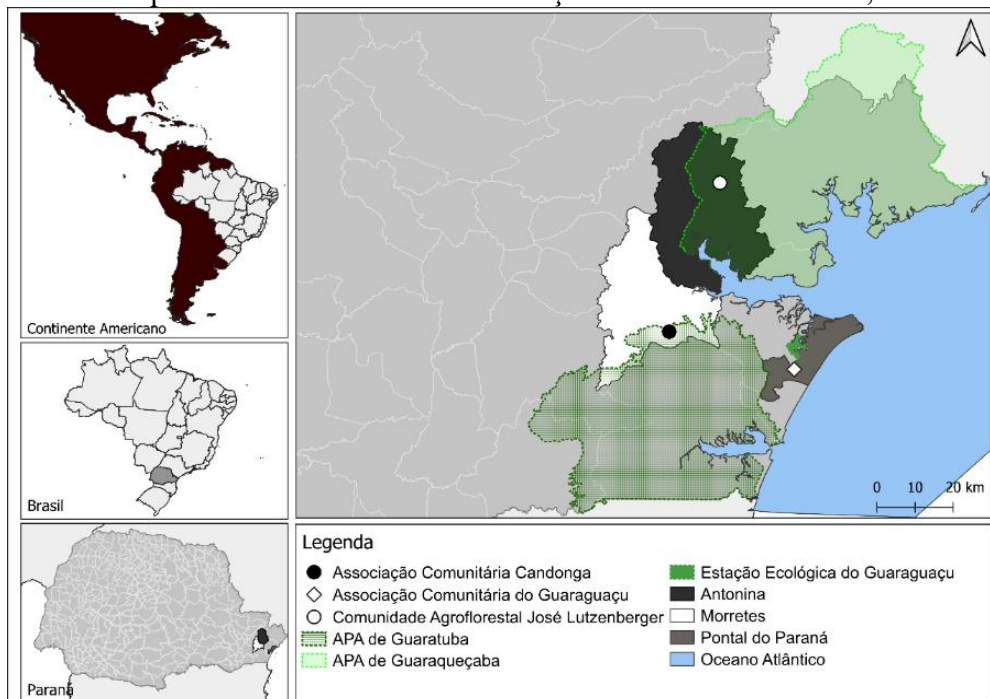 Continente Americano
Brasil
Paraná
0 10 20 km
Legenda
Associação Comunitária Candonga
Associação Comunitária do Guaraguaçu
Comunidade Agroflorestal José Lutzenberger
APA de Guaratuba
APA de Guaraqueçaba
Estação Ecológica do Guaraguaçu
Antonina
Morretes
Pontal do Paraná
Oceano Atlântico